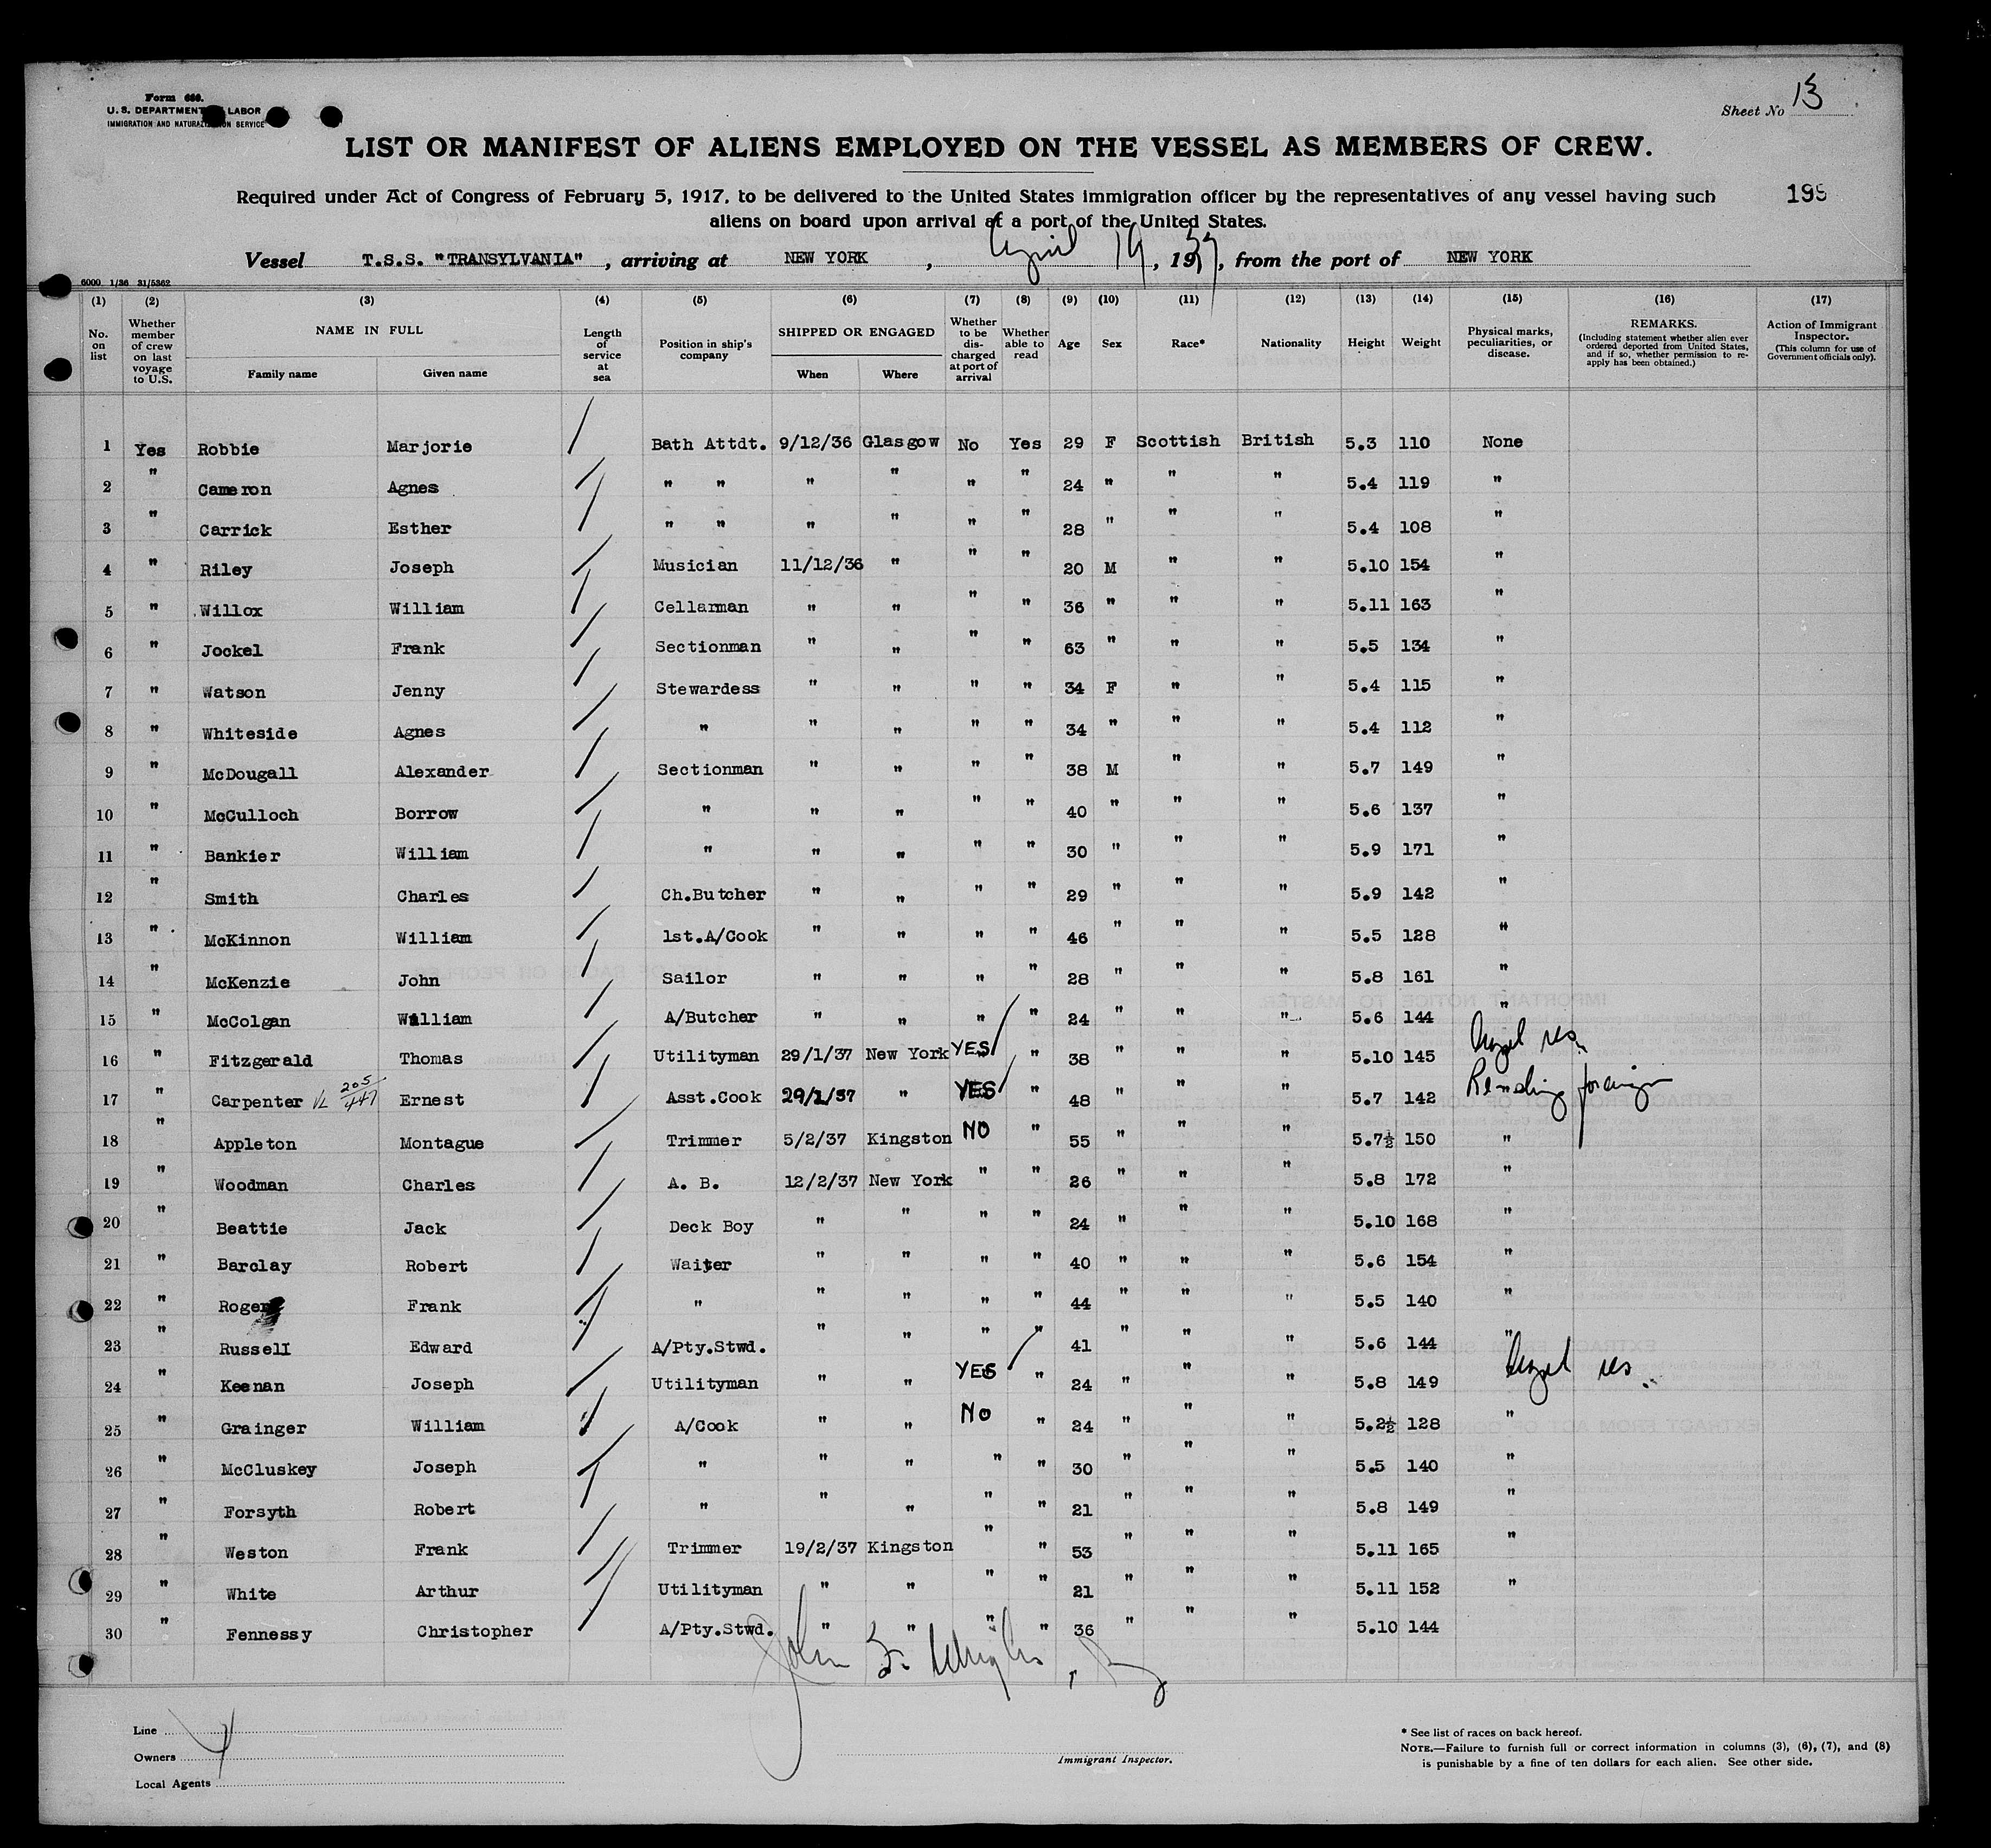 Form 680.
U. S. DEPARTMENT LABOR
IMMIGRATION AND NATURALIZATION SERVICE
Sheet No 13
LIST OR MANIFEST OF ALIENS EMPLOYED ON THE VESSEL AS MEMBERS OF CREW.
Required under Act of Congress of February 5, 1917, to be delivered to the United States immigration officer by the representatives of any vessel having such
aliens on board upon arrival at a port of the United States.
199
Vessel T.S.S. "TRANSYLVANIA" , arriving at NEW YORK , April 19, 1937, from the port of NEW YORK
6000 1/36 31/5362
(1) (2) (3) (4) (5) (6) (7) (8) (9) (10) (11) (12) (13) (14) (15) (16) (17)
No. on list Whether member of crew on last voyage to U.S. NAME IN FULL Family name Given name Length of service at sea Position in ship's company SHIPPED OR ENGAGED When Where Whether to be discharged at port of arrival Whether able to read Age Sex Race* Nationality Height Weight Physical marks, peculiarities, or disease. REMARKS. (Including statement whether alien ever ordered deported from United States, and if so, whether permission to re-apply has been obtained.) Action of Immigrant Inspector. (This column for use of Government officials only).
1 Yes Robbie Marjorie / Bath Attdt. 9/12/36 Glasgow No Yes 29 F Scottish British 5.3 110 None
2 " Cameron Agnes / " " " " " " 24 " " " 5.4 119 "
3 " Carrick Esther / " " " " " " 28 " " " 5.4 108 "
4 " Riley Joseph / Musician 11/12/36 " " " 20 M " " 5.10 154 "
5 " Willox William / Cellarman " " " " 36 " " " 5.11 163 "
6 " Jockel Frank / Sectionman " " " " 63 " " " 5.5 134 "
7 " Watson Jenny / Stewardess " " " " 34 F " " 5.4 115 "
8 " Whiteside Agnes / " " " " " 34 " " " 5.4 112 "
9 " McDougall Alexander / Sectionman " " " " 38 M " " 5.7 149 "
10 " McCulloch Borrow / " " " " " 40 " " " 5.6 137 "
11 " Bankier William / " " " " " 30 " " " 5.9 171 "
12 " Smith Charles / Ch.Butcher " " " " 29 " " " 5.9 142 "
13 " McKinnon William / 1st.A/Cook " " " " 46 " " " 5.5 128 "
14 " McKenzie John / Sailor " " " " 28 " " " 5.8 161 "
15 " McColgan William / A/Butcher " " " " 24 " " " 5.6 144 "
16 " Fitzgerald Thomas / Utilityman 29/1/37 New York YES / " 38 " " " 5.10 145
17 " Carpenter 205/447 Ernest / Asst.Cook 29/1/37 " YES / " 48 " " " 5.7 142 Reading foreign
18 " Appleton Montague / Trimmer 5/2/37 Kingston NO " 55 " " " 5.7½ 150 "
19 " Woodman Charles / A. B. 12/2/37 New York " " 26 " " " 5.8 172 "
20 " Beattie Jack / Deck Boy " " " " 24 " " " 5.10 168 "
21 " Barclay Robert / Waiter " " " " 40 " " " 5.6 154 "
22 " Roger Frank / " " " " " 44 " " " 5.5 140 "
23 " Russell Edward / A/Pty.Stwd. " " " " 41 " " " 5.6 144 "
24 " Keenan Joseph / Utilityman " " YES / " 24 " " " 5.8 149
25 " Grainger William / A/Cook " " No " 24 " " " 5.2½ 128 "
26 " McCluskey Joseph / " " " " " 30 " " " 5.5 140 "
27 " Forsyth Robert / " " " " " 21 " " " 5.8 149 "
28 " Weston Frank / Trimmer 19/2/37 Kingston " " 53 " " " 5.11 165 "
29 " White Arthur / Utilityman " " " " 21 " " " 5.11 152 "
30 " Fennessy Christopher / A/Pty.Stwd. " " " " 36 " " " 5.10 144
John
Line
Owners
Local Agents
Immigrant Inspector.
* See list of races on back hereof.
NOTE.—Failure to furnish full or correct information in columns (3), (6), (7), and (8)
is punishable by a fine of ten dollars for each alien. See other side.